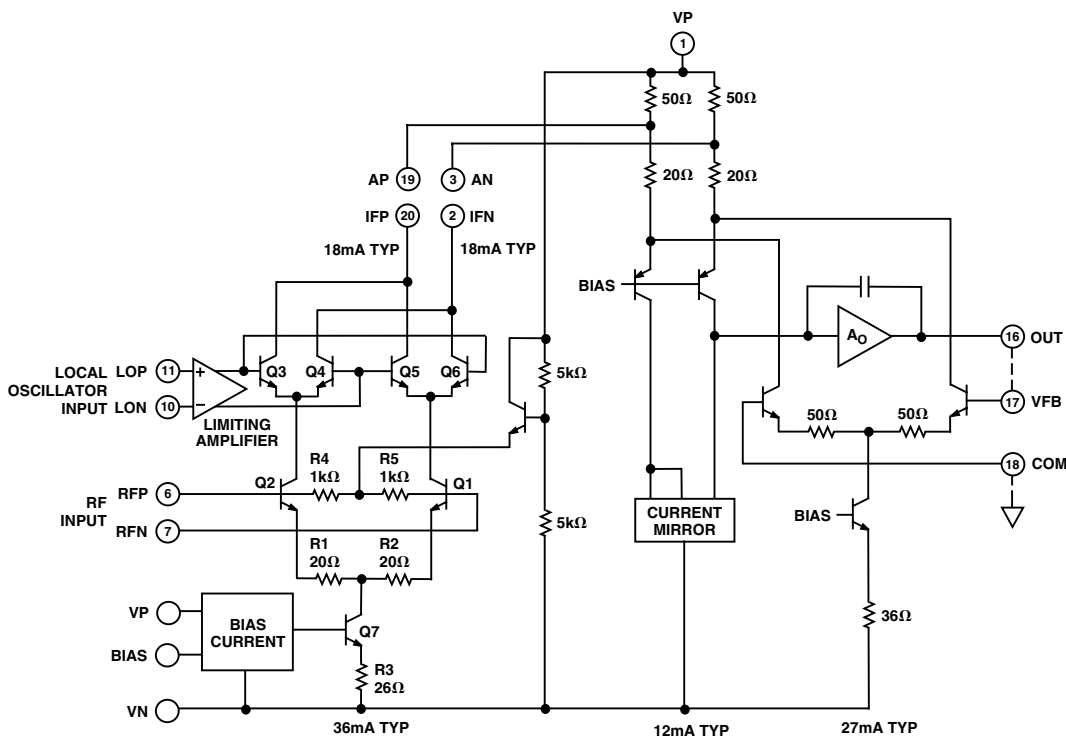 VP
1
50Ω
50Ω
AP
19
3
AN
20Ω
20Ω
IFP
20
2
IFN
18mA TYP
18mA TYP
BIAS
AO
16
OUT
LOCAL
OSCILLATOR
INPUT
LOP
11
+
Q3
Q4
Q5
Q6
5kΩ
LON
10
–
LIMITING
AMPLIFIER
50Ω
50Ω
17
VFB
R4
1kΩ
R5
1kΩ
18
COM
RF
INPUT
RFP
6
Q2
Q1
RFN
7
CURRENT
MIRROR
BIAS
5kΩ
R1
20Ω
R2
20Ω
VP
BIAS
CURRENT
Q7
36Ω
BIAS
R3
26Ω
VN
36mA TYP
12mA TYP
27mA TYP